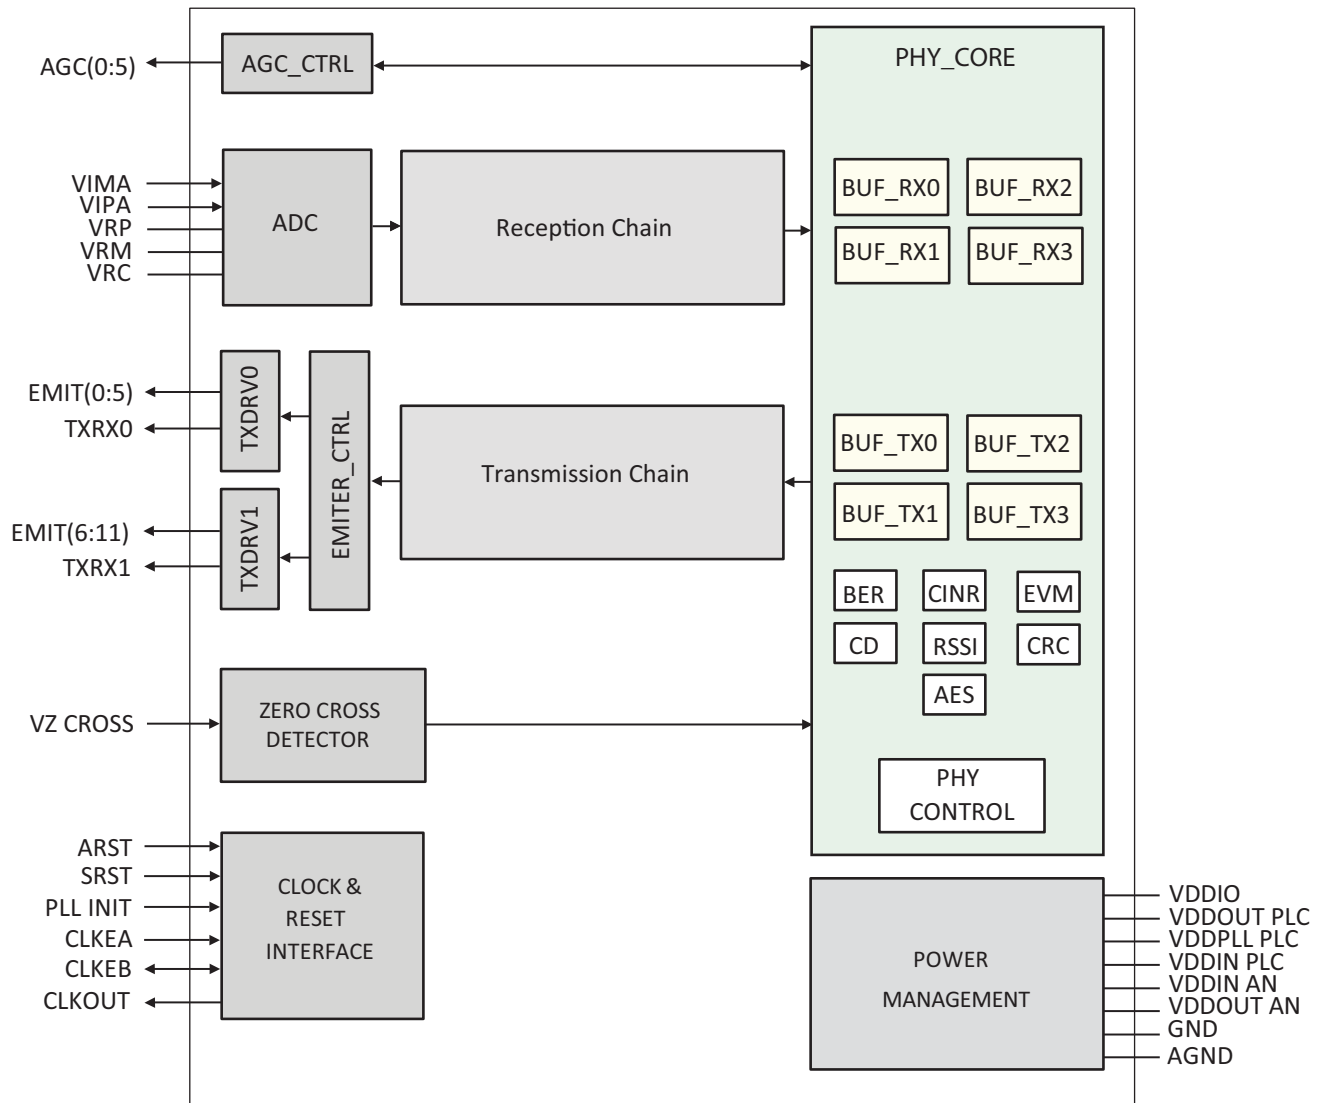 AGC(0:5)
AGC_CTRL
PHY_CORE
VIMA
VIPA
VRP
VRM
VRC
ADC
Reception Chain
BUF_RX0
BUF_RX2
BUF_RX1
BUF_RX3
EMIT(0:5)
TXRX0
TXDRV0
EMIT(6:11)
TXRX1
TXDRV1
EMITER_CTRL
Transmission Chain
BUF_TX0
BUF_TX2
BUF_TX1
BUF_TX3
BER
CINR
EVM
CD
RSSI
CRC
AES
VZ CROSS
ZERO CROSS
DETECTOR
PHY
CONTROL
ARST
SRST
PLL INIT
CLKEA
CLKEB
CLKOUT
CLOCK &
RESET
INTERFACE
POWER
MANAGEMENT
VDDIO
VDDOUT PLC
VDDPLL PLC
VDDIN PLC
VDDIN AN
VDDOUT AN
GND
AGND